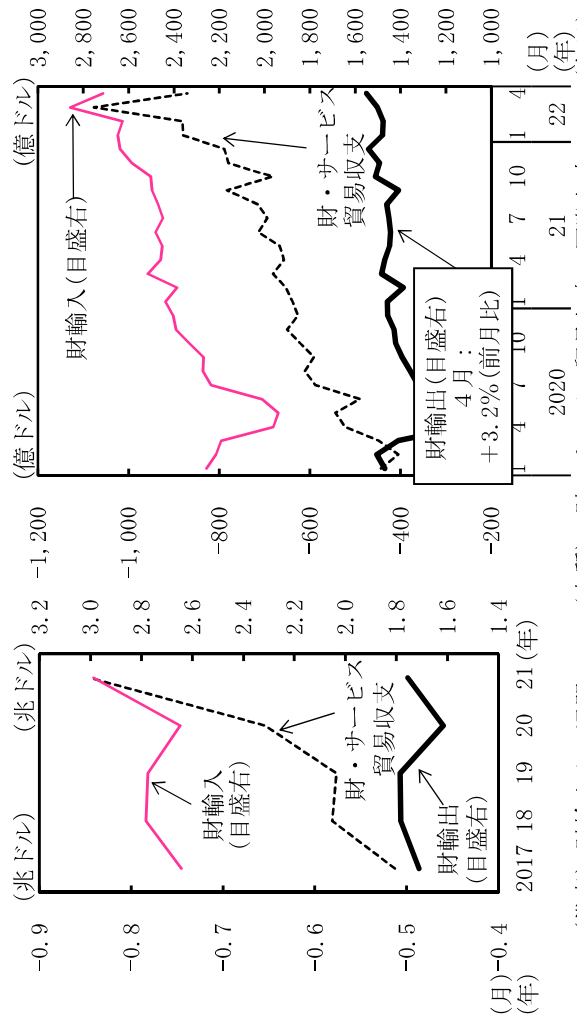 (兆ドル)
(兆ドル)
-0.9
-0.8
-0.7
-0.6
-0.5
-0.4
3.2
3.0
2.8
2.6
2.4
2.2
2.0
1.8
1.6
1.4
財輸入
(目盛右)
財・サービス
貿易収支
財輸出
(目盛右)
2017 18 19 20 21 (年)
(月)
(年)
(億ドル)
(億ドル)
-1,200
-1,000
-800
-600
-400
-200
3,000
2,800
2,600
2,400
2,200
2,000
1,800
1,600
1,400
1,200
1,000
財輸入(目盛右)
財・サービス
貿易収支
財輸出(目盛右)
4月：
＋3.2％(前月比)
1 4 7 10 1 4 7 10 1 4
(月)
2020 21 22
(年)